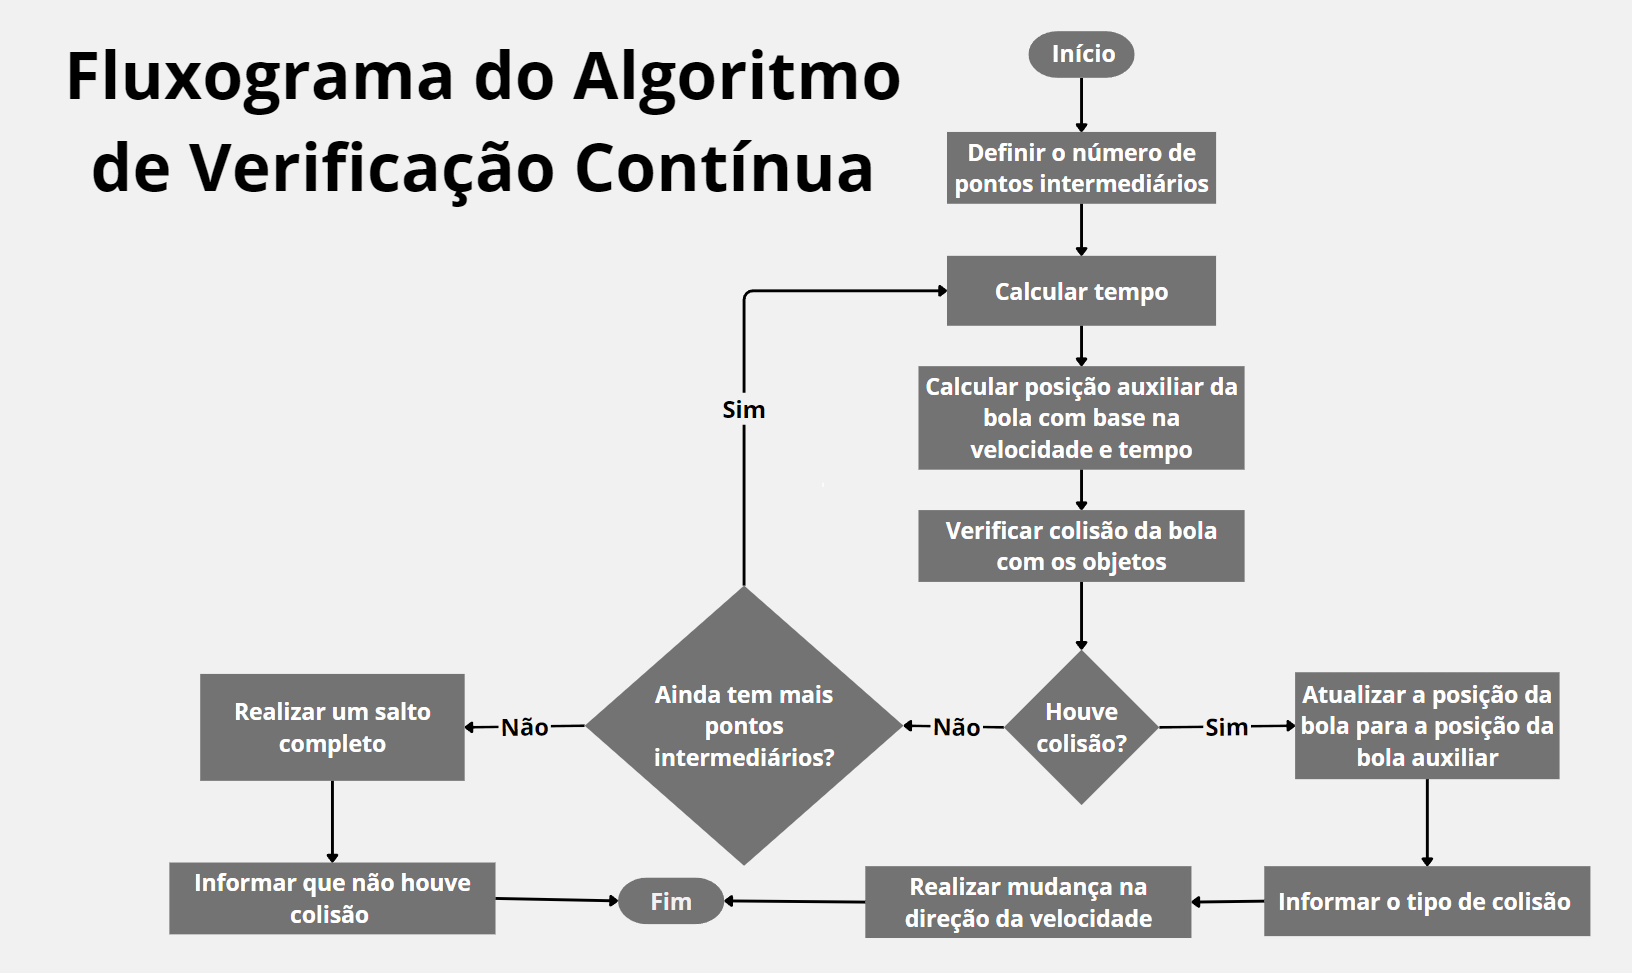 Fluxograma do Algoritmo
de Verificação Contínua
Início
Definir o número de
pontos intermediários
Calcular tempo
Calcular posição auxiliar da
bola com base na
velocidade e tempo
Sim
Verificar colisão da bola
com os objetos
Houve
colisão?
Não
Sim
Ainda tem mais
pontos
intermediários?
Não
Realizar um salto
completo
Atualizar a posição da
bola para a posição da
bola auxiliar
Informar que não houve
colisão
Fim
Realizar mudança na
direção da velocidade
Informar o tipo de colisão